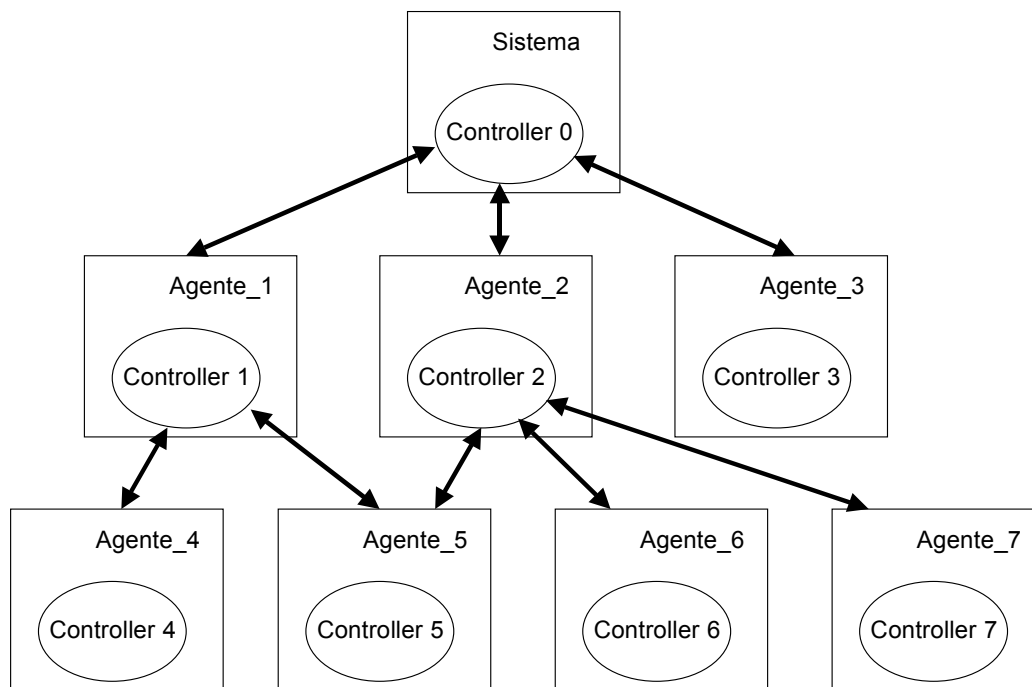 Sistema
Controller 0
Agente_1
Controller 1
Agente_2
Controller 2
Agente_3
Controller 3
Agente_4
Controller 4
Agente_5
Controller 5
Agente_6
Controller 6
Agente_7
Controller 7